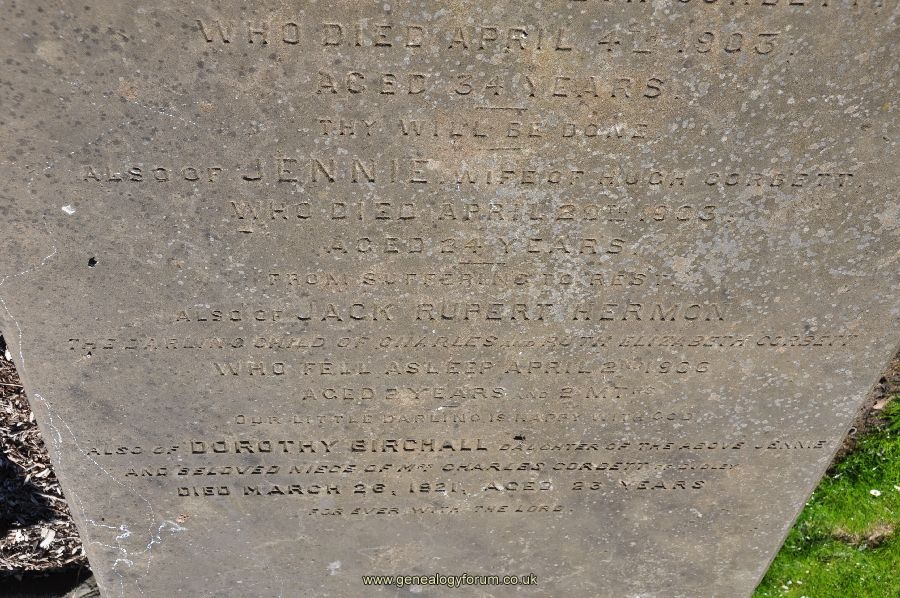 CORBETT,
WHO DIED APRIL 4TH 1903.
AGED 34 YEARS.
THY WILL BE DONE
ALSO OF JENNIE, WIFE OF HUGH CORBETT.
WHO DIED APRIL 20TH 1903.
AGED 24 YEARS.
FROM SUFFERING TO REST.
ALSO OF JACK RUPERT HERMON
THE DARLING CHILD OF CHARLES AND RUTH ELIZABETH CORBETT
WHO FELL ASLEEP APRIL 2ND 1906
AGED 2 YEARS AND 2 MTHS
OUR LITTLE DARLING IS HAPPY WITH GOD
ALSO OF DOROTHY BIRCHALL DAUGHTER OF THE ABOVE JENNIE
AND BELOVED NIECE OF MRS CHARLES CORBETT OF DUDLEY
DIED MARCH 26, 1921, AGED 23 YEARS
FOR EVER WITH THE LORD.
www.genealogyforum.co.uk